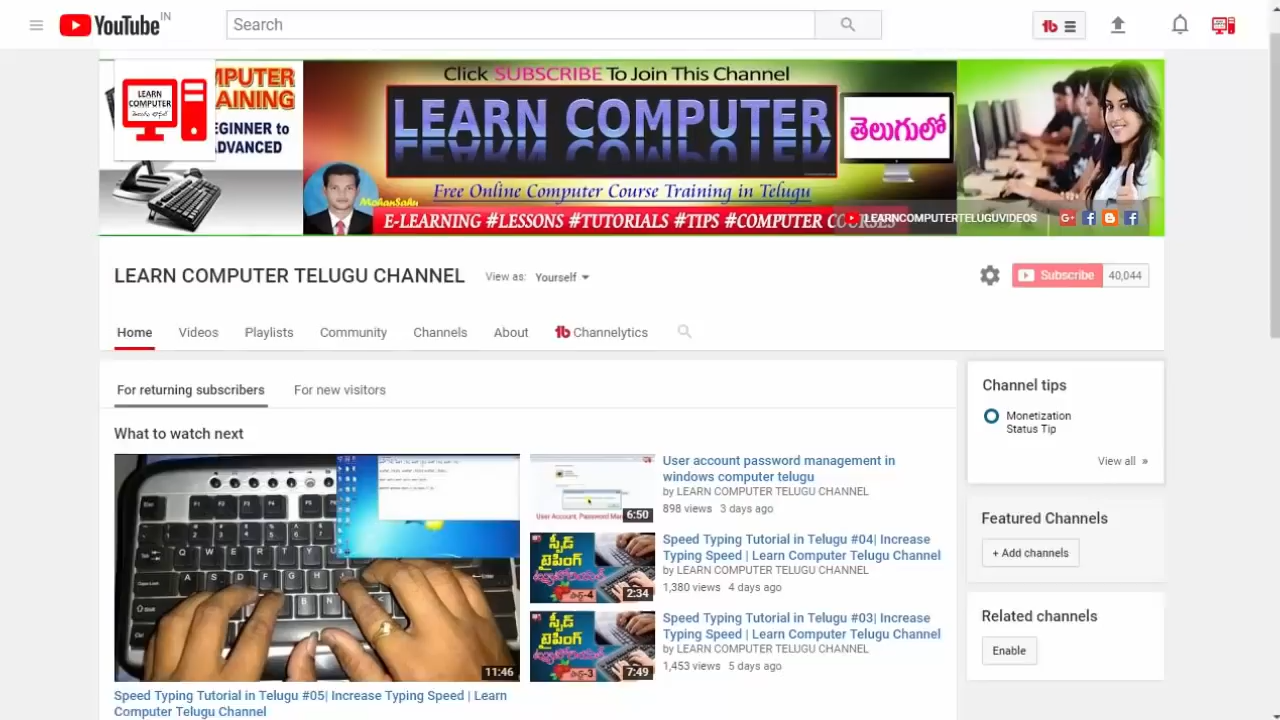 YouTube IN
Search
LEARN
COMPUTER
COMPUTER
TRAINING
BEGINNER to
ADVANCED
Click SUBSCRIBE To Join This Channel
LEARN COMPUTER
తెలుగులో
Free Online Computer Course Training in Telugu
MohanSahu
E-LEARNING #LESSONS #TUTORIALS #TIPS #COMPUTER COURSES
LEARNCOMPUTERTELUGUVIDEOS
LEARN COMPUTER TELUGU CHANNEL
View as: Yourself
Subscribe 40,044
Home Videos Playlists Community Channels About Channelytics
For returning subscribers For new visitors
What to watch next
11:46
Speed Typing Tutorial in Telugu #05| Increase Typing Speed | Learn
Computer Telugu Channel
6:50
User account password management in
windows computer telugu
by LEARN COMPUTER TELUGU CHANNEL
898 views 3 days ago
స్పీడ్
టైపింగ్
2:34
Speed Typing Tutorial in Telugu #04| Increase
Typing Speed | Learn Computer Telugu Channel
by LEARN COMPUTER TELUGU CHANNEL
1,380 views 4 days ago
స్పీడ్
టైపింగ్
7:49
Speed Typing Tutorial in Telugu #03| Increase
Typing Speed | Learn Computer Telugu Channel
by LEARN COMPUTER TELUGU CHANNEL
1,453 views 5 days ago
Channel tips
Monetization
Status Tip
View all »
Featured Channels
+ Add channels
Related channels
Enable